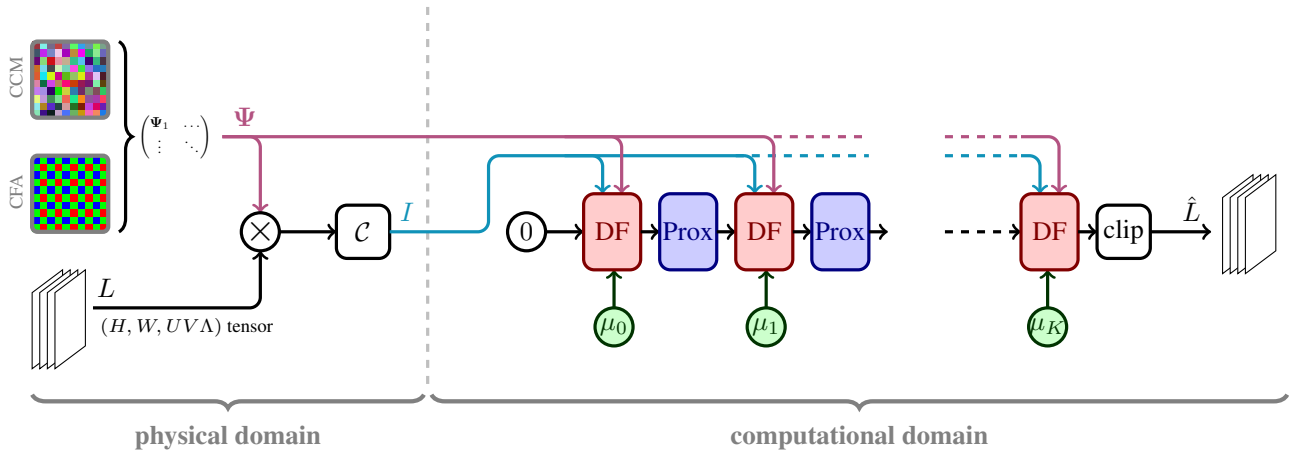 CCM
CFA
(Ψ₁ ⋯
⋮ ⋱)
Ψ
×
𝒞
I
L
(H, W, UVΛ) tensor
0
DF
Prox
DF
Prox
DF
clip
L̂
μ₀
μ₁
μ_K
physical domain
computational domain